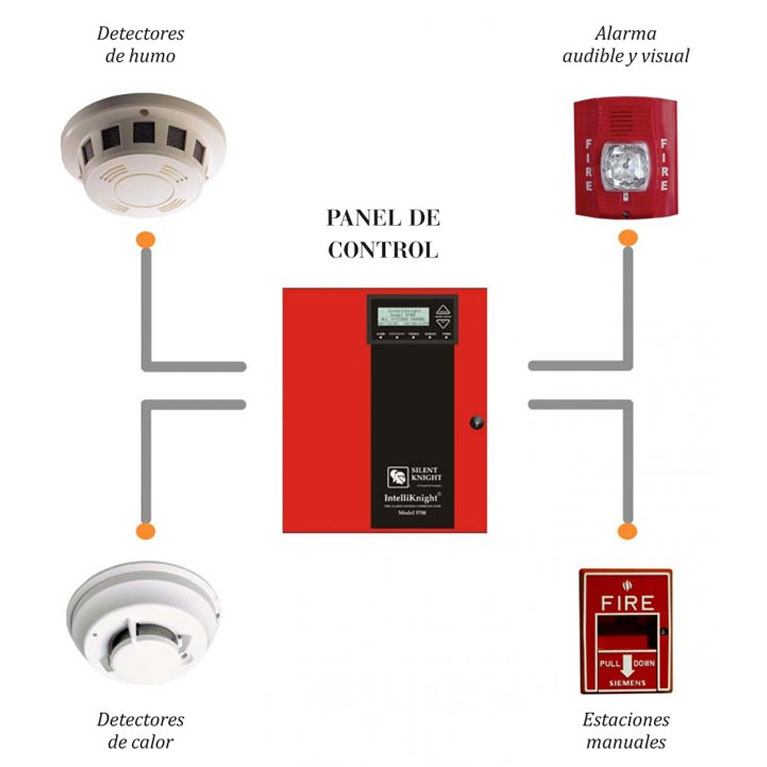 Detectores
de humo
Alarma
audible y visual
FIRE
FIRE
PANEL DE
CONTROL
SILENT
KNIGHT
IntelliKnight®
Model 5700
FIRE
PULL DOWN
SIEMENS
Detectores
de calor
Estaciones
manuales